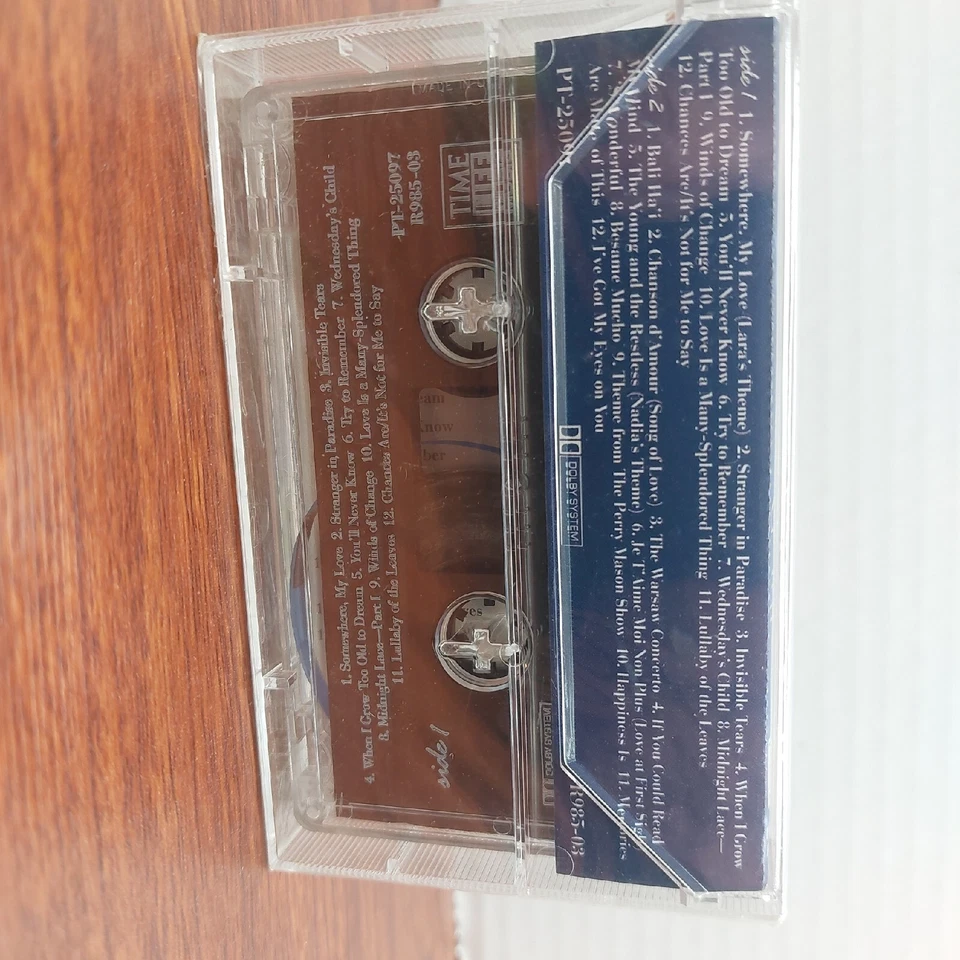 side 1 1. Somewhere, My Love (Lara's Theme) 2. Stranger in Paradise 3. Invisible Tears 4. When I Grow
Too Old to Dream 5. You'll Never Know 6. Try to Remember 7. Wednesday's Child 8. Midnight Lace—
Part I 9. Winds of Change 10. Love Is a Many-Splendored Thing 11. Lullaby of the Leaves
12. Chances Are/It's Not for Me to Say
side 2 1. Bali Ha'i 2. Chanson d'Amour (Song of Love) 3. The Warsaw Concerto 4. If You Could Read
My Mind 5. The Young and the Restless (Nadia's Theme) 6. Je T'Aime Moi Non Plus (Love at First Sight)
7. Wonderful 8. Besame Mucho 9. Theme from The Perry Mason Show 10. Happiness Is 11. Memories
Are Made of This 12. I've Got My Eyes on You
PT-25097
R985-03
DOLBY SYSTEM
TIME
LIFE
PT-25097
R985-03
1. Somewhere, My Love 2. Stranger in Paradise 3. Invisible Tears
4. When I Grow Too Old to Dream 5. You'll Never Know 6. Try to Remember 7. Wednesday's Child
8. Midnight Lace—Part I 9. Winds of Change 10. Love Is a Many-Splendored Thing
11. Lullaby of the Leaves 12. Chances Are/It's Not for Me to Say
side 1